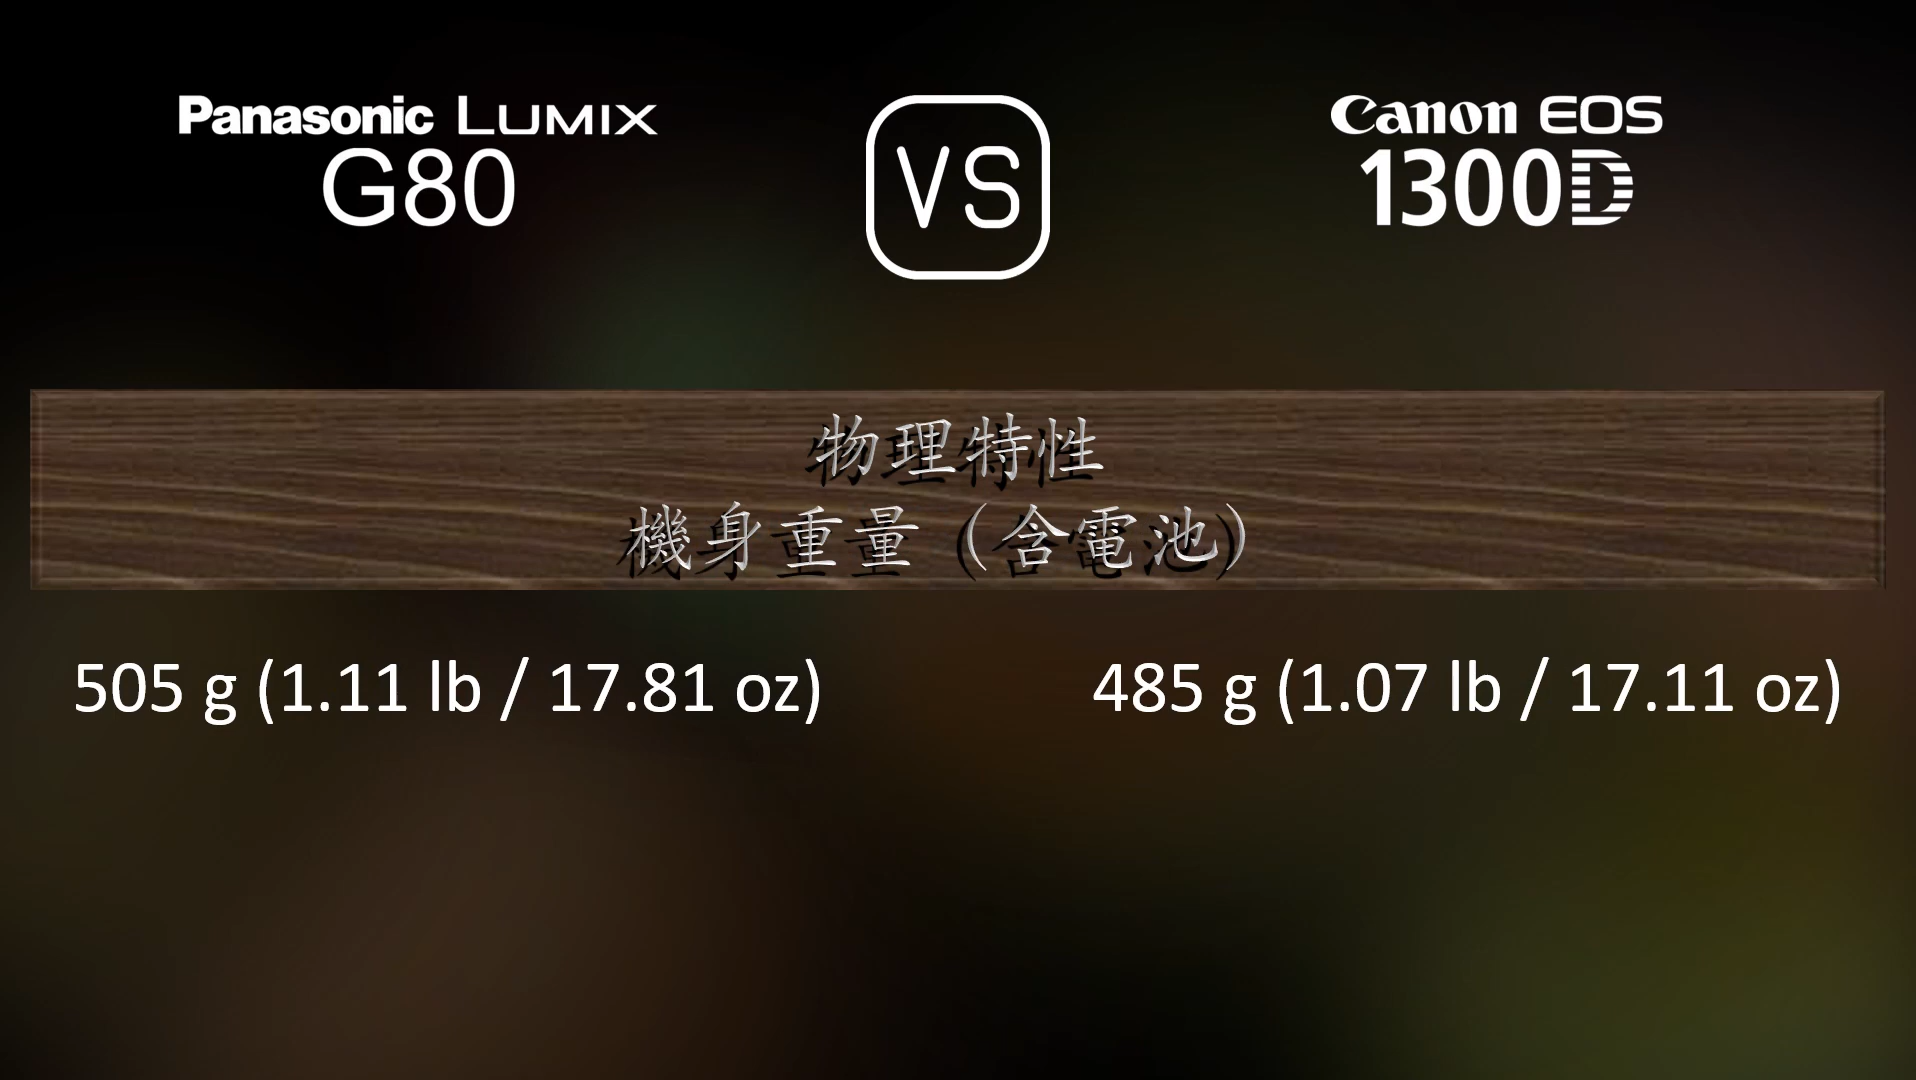 Panasonic LUMIX
G80
VS
Canon EOS
1300D
物理特性
機身重量（含電池）
505 g (1.11 lb / 17.81 oz)
485 g (1.07 lb / 17.11 oz)